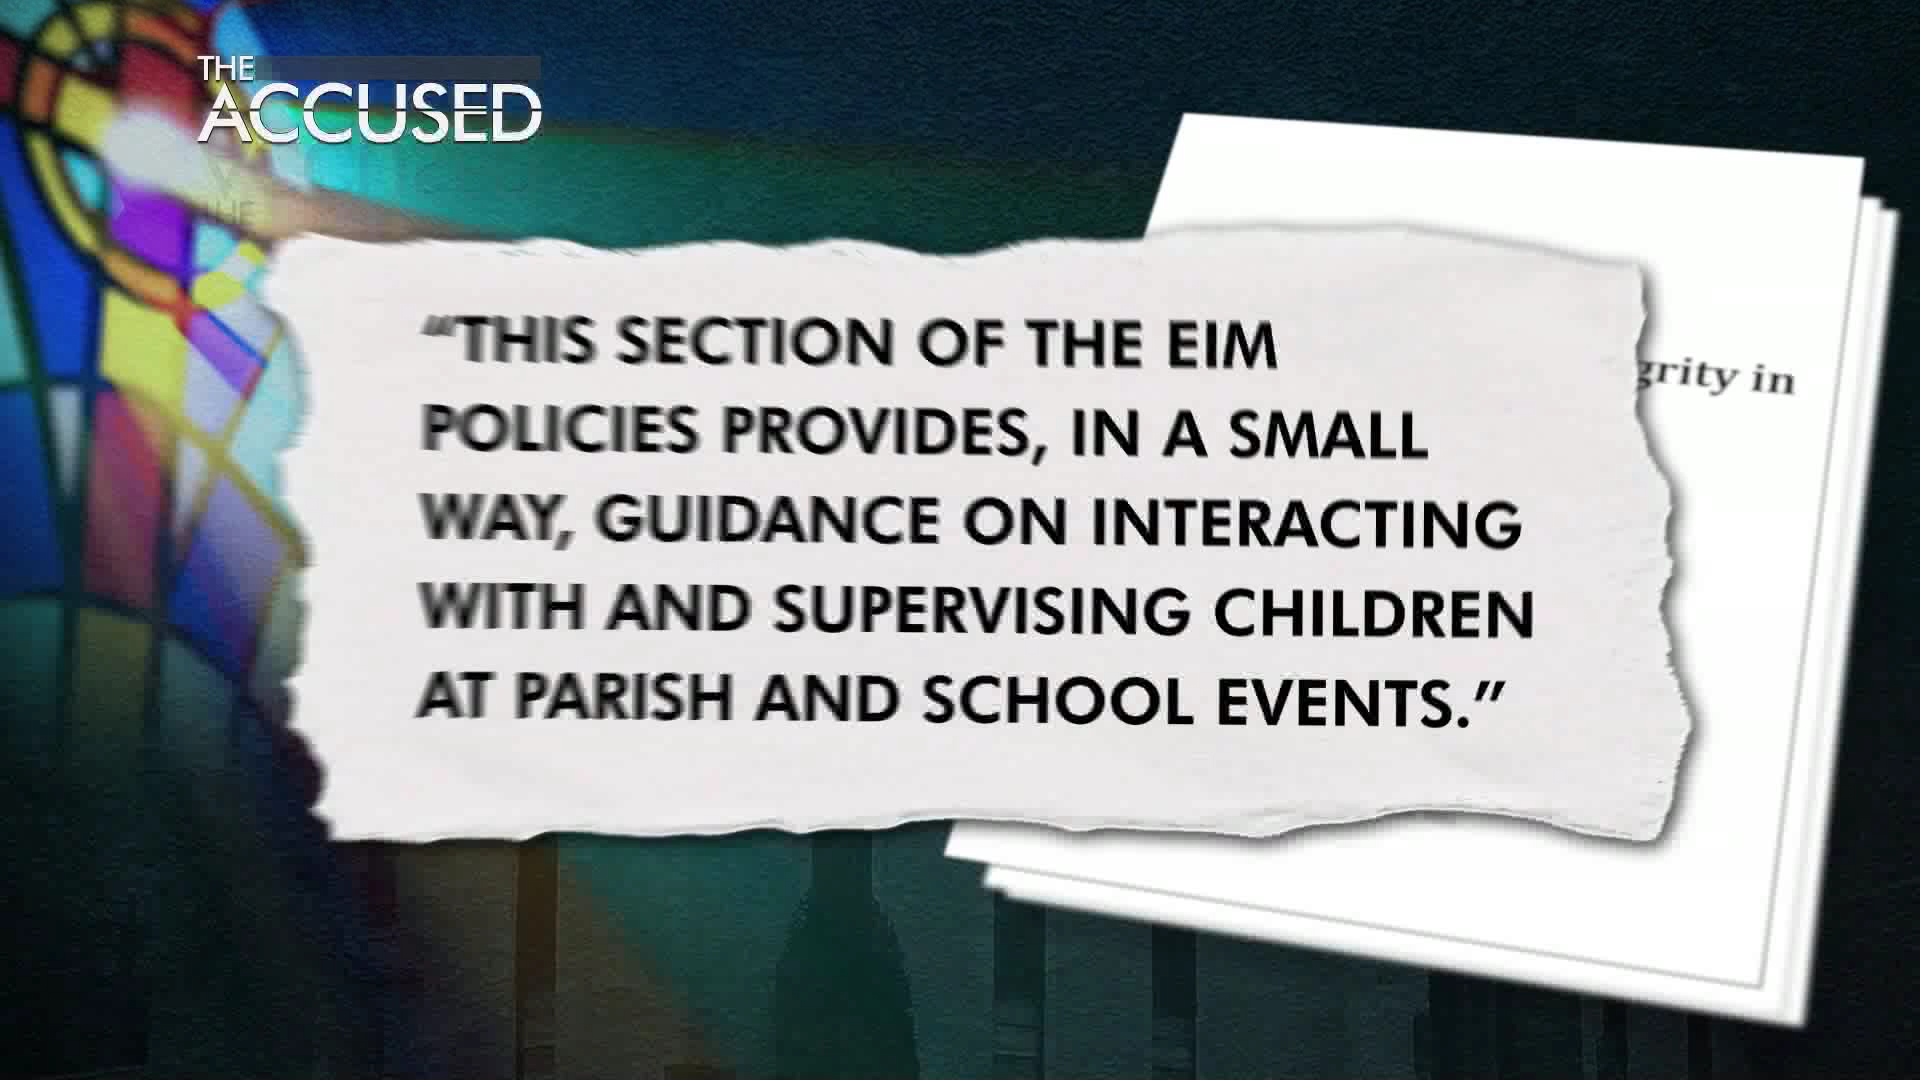 THE
ACCUSED
“THIS SECTION OF THE EIM
POLICIES PROVIDES, IN A SMALL
WAY, GUIDANCE ON INTERACTING
WITH AND SUPERVISING CHILDREN
AT PARISH AND SCHOOL EVENTS.”
grity in